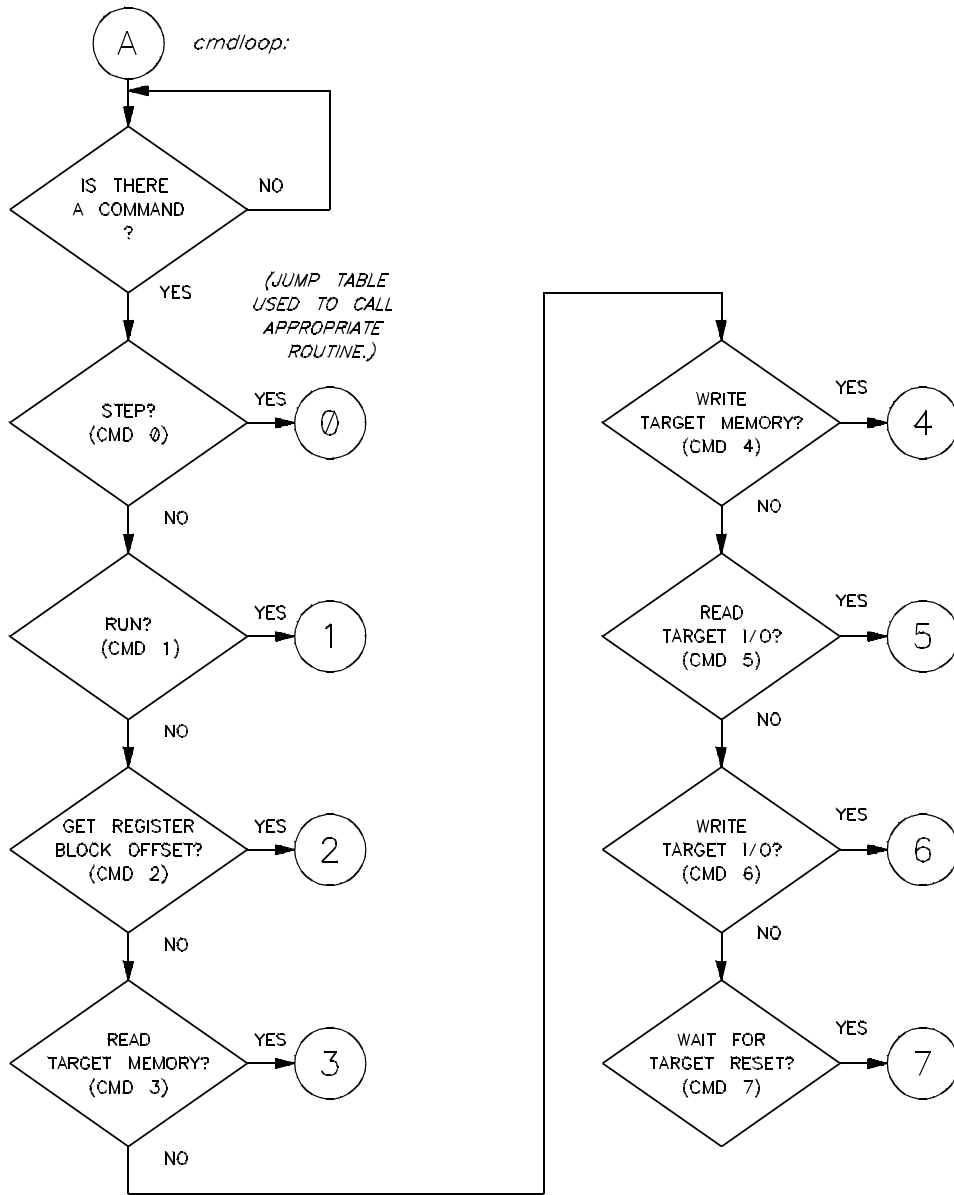 A
cmdloop:
IS THERE
A COMMAND
?
NO
YES
(JUMP TABLE
USED TO CALL
APPROPRIATE
ROUTINE.)
STEP?
(CMD 0)
YES
0
NO
RUN?
(CMD 1)
YES
1
NO
GET REGISTER
BLOCK OFFSET?
(CMD 2)
YES
2
NO
READ
TARGET MEMORY?
(CMD 3)
YES
3
NO
WRITE
TARGET MEMORY?
(CMD 4)
YES
4
NO
READ
TARGET I/O?
(CMD 5)
YES
5
NO
WRITE
TARGET I/O?
(CMD 6)
YES
6
NO
WAIT FOR
TARGET RESET?
(CMD 7)
YES
7